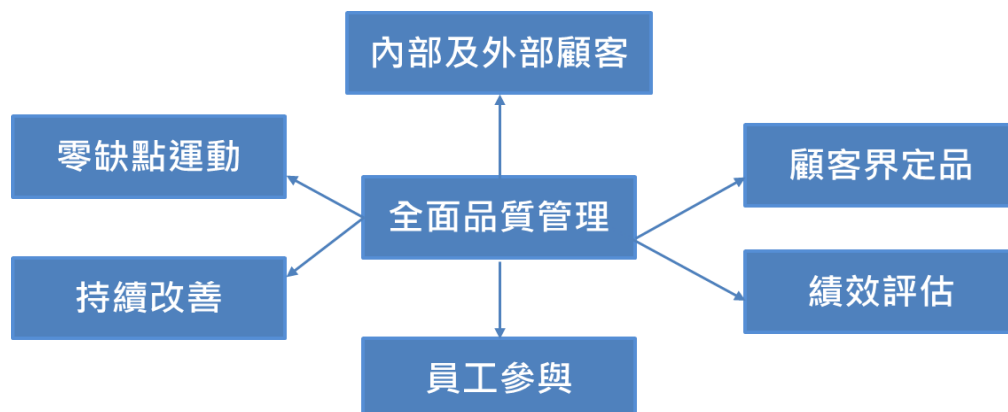 內部及外部顧客
零缺點運動
顧客界定品
全面品質管理
持續改善
績效評估
員工參與